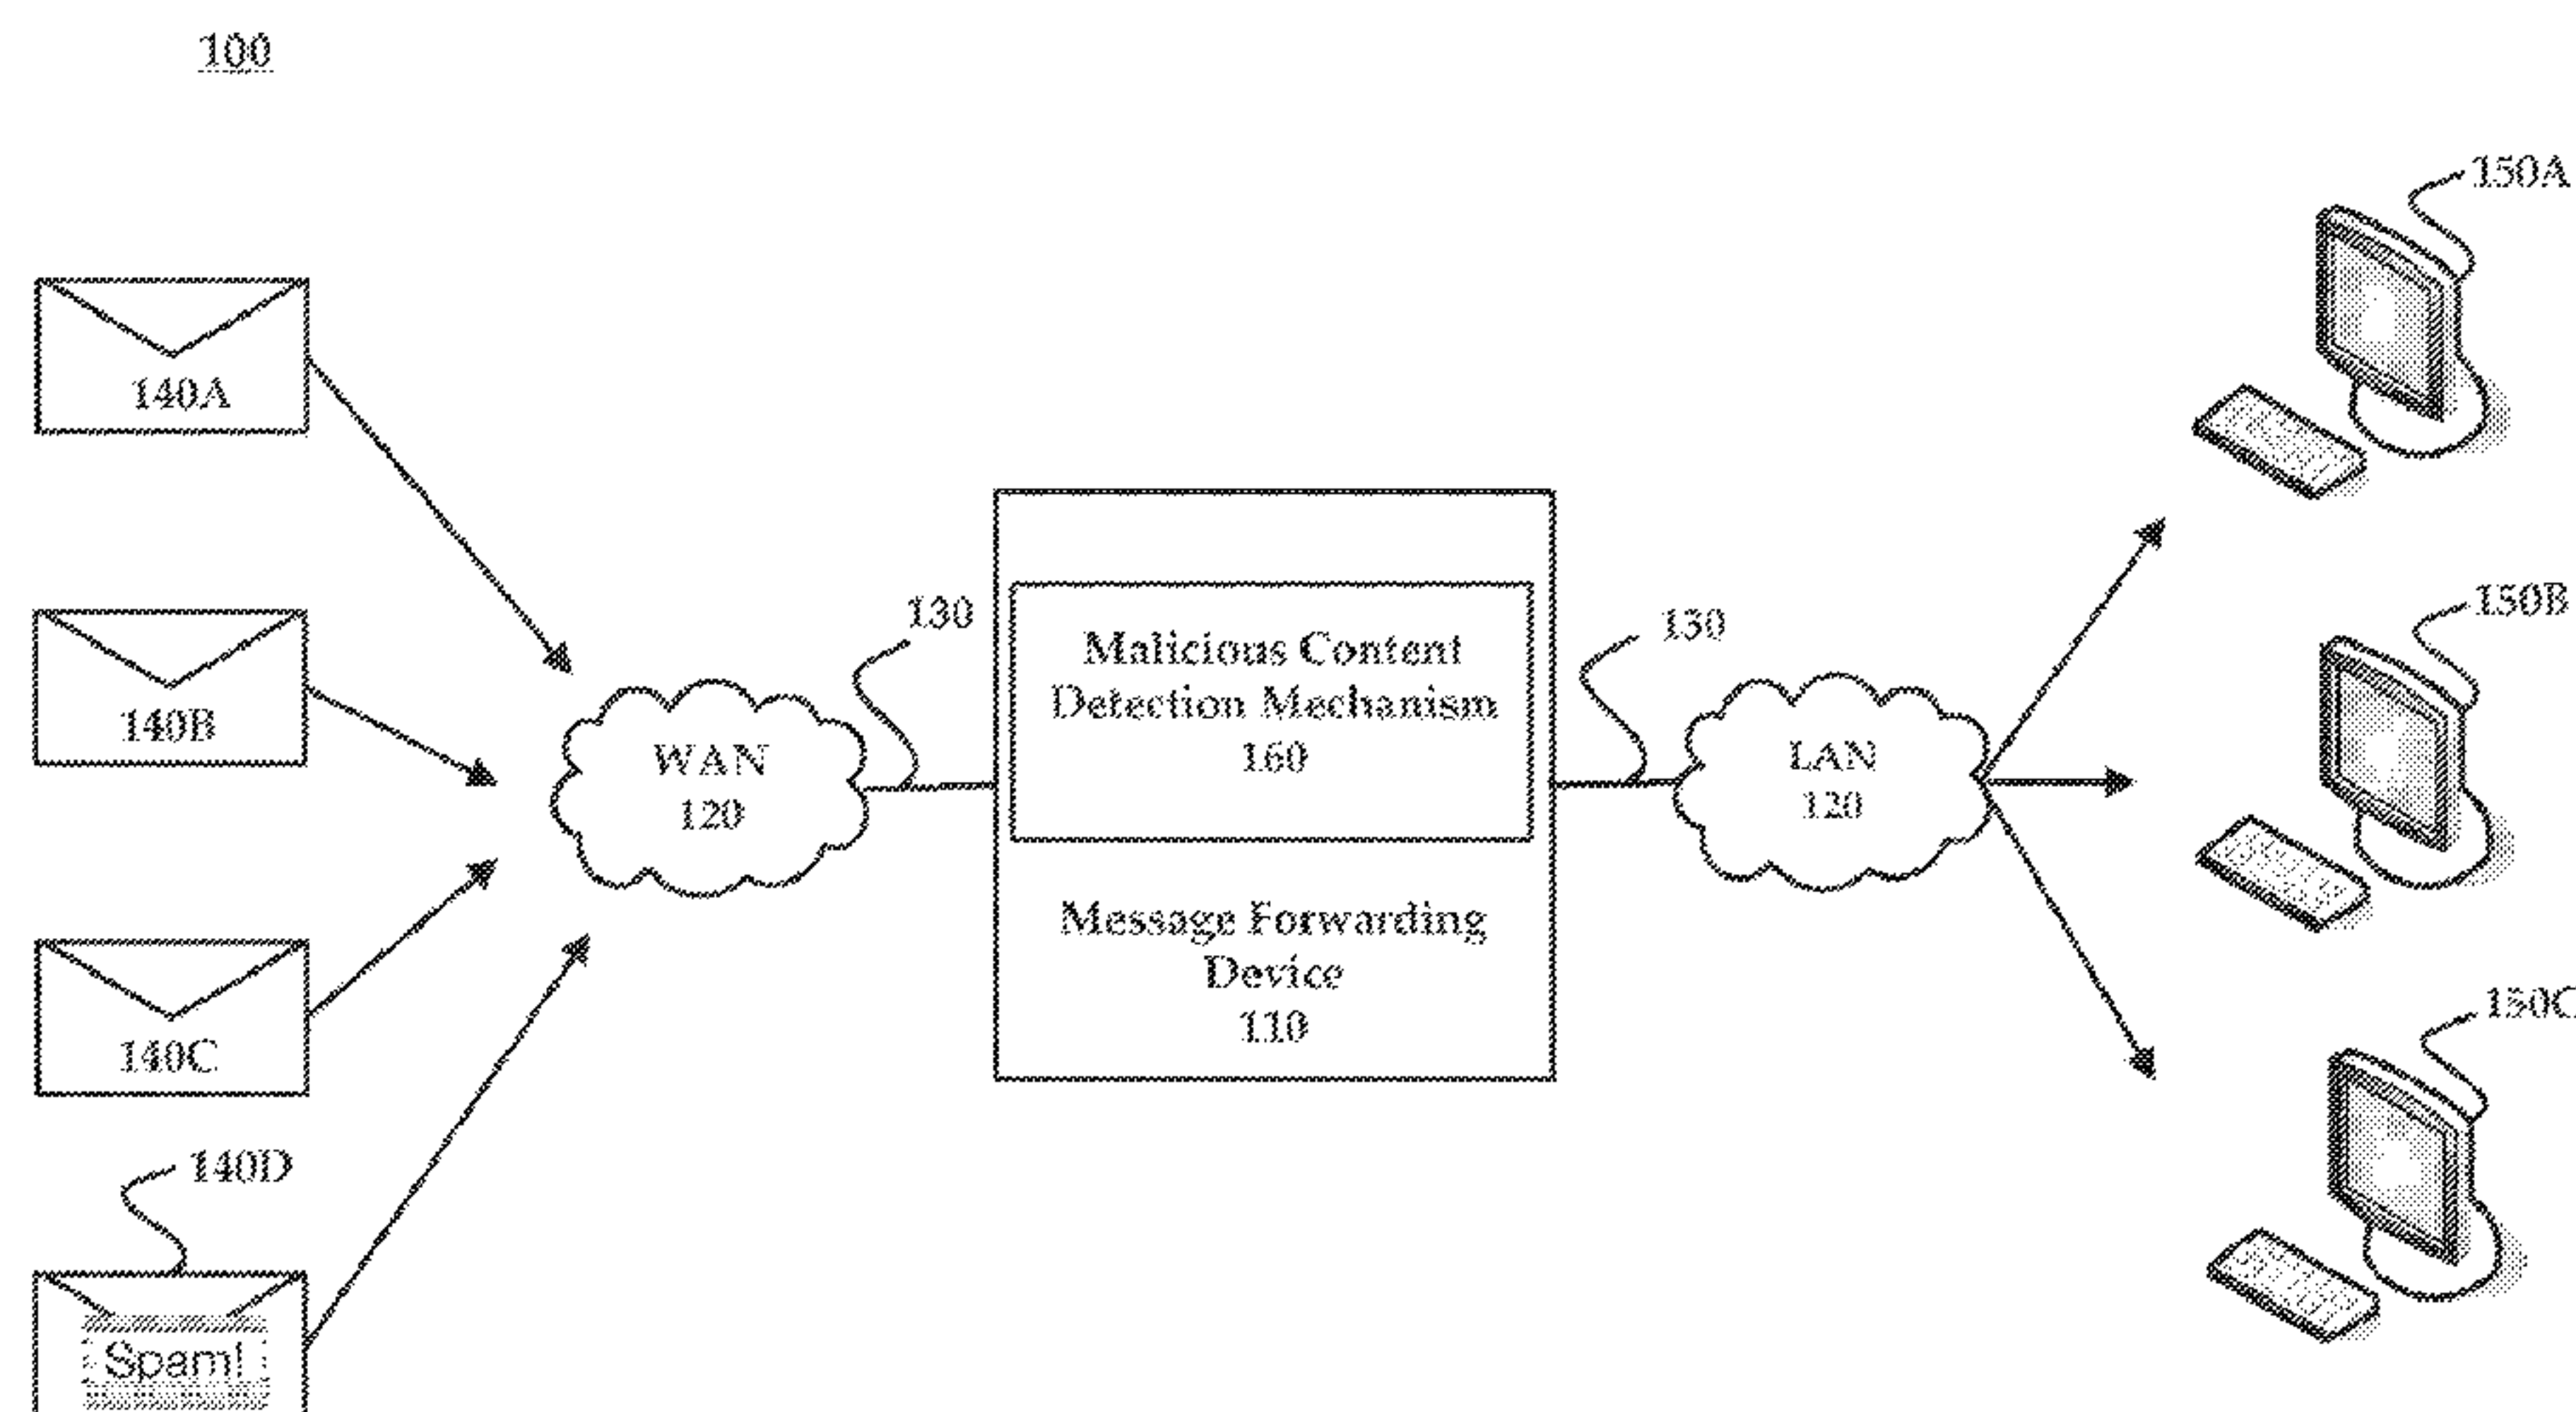 100
150A
140A
150B
130
130
Malicious Content
Detection Mechanism
160
140B
WAN
120
LAN
120
Message Forwarding
Device
110
150C
140C
140D
Spam!